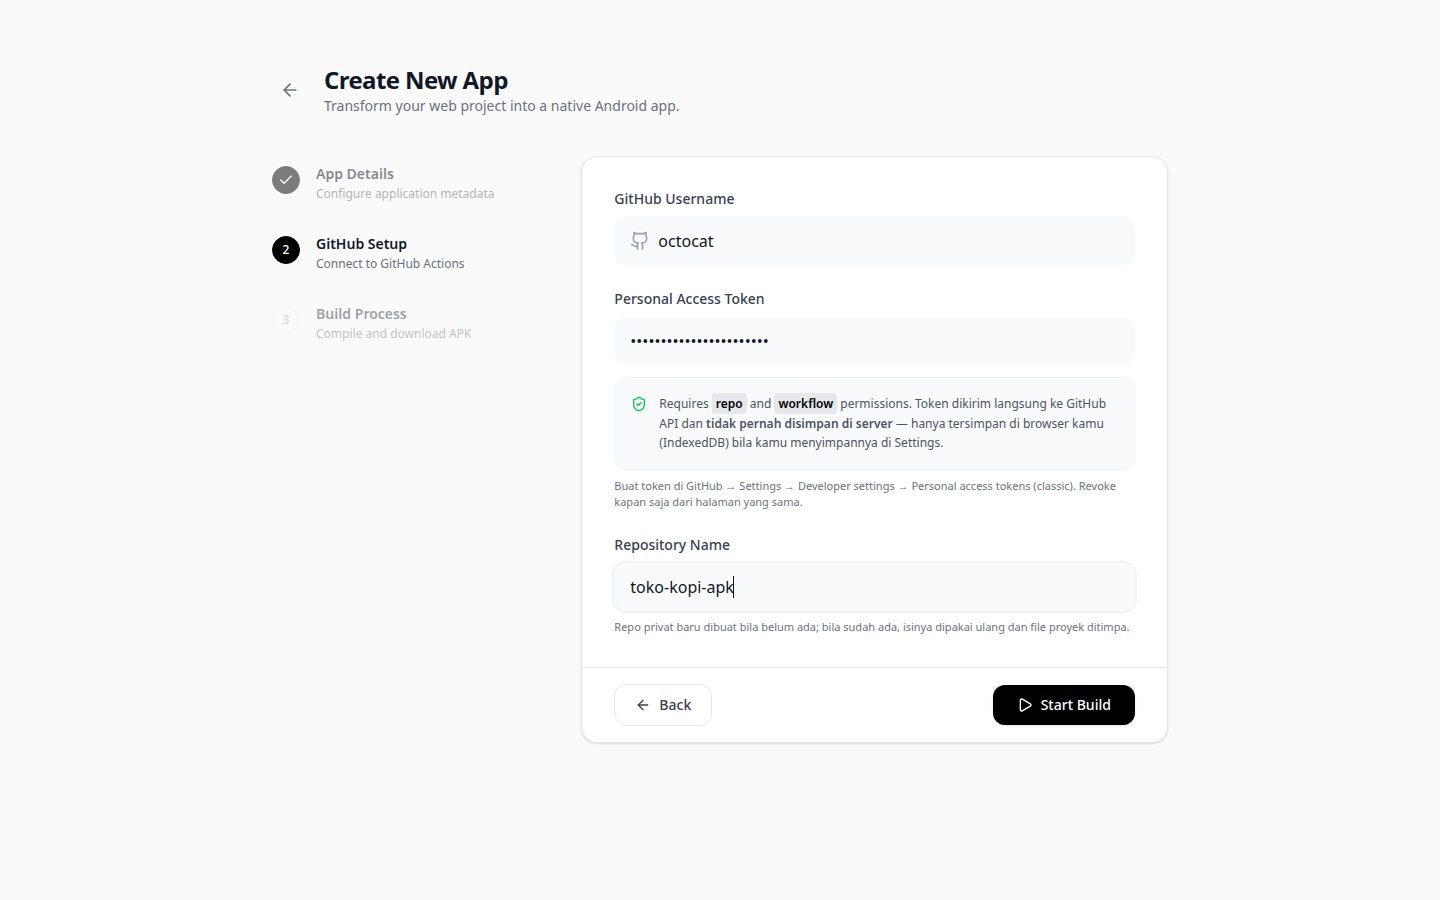 Create New App
Transform your web project into a native Android app.
App Details
Configure application metadata
2
GitHub Setup
Connect to GitHub Actions
3
Build Process
Compile and download APK
GitHub Username
octocat
Personal Access Token
•••••••••••••••••••••••
Requires repo and workflow permissions. Token dikirim langsung ke GitHub
API dan tidak pernah disimpan di server — hanya tersimpan di browser kamu
(IndexedDB) bila kamu menyimpannya di Settings.
Buat token di GitHub → Settings → Developer settings → Personal access tokens (classic). Revoke
kapan saja dari halaman yang sama.
Repository Name
toko-kopi-apk
Repo privat baru dibuat bila belum ada; bila sudah ada, isinya dipakai ulang dan file proyek ditimpa.
Back
Start Build